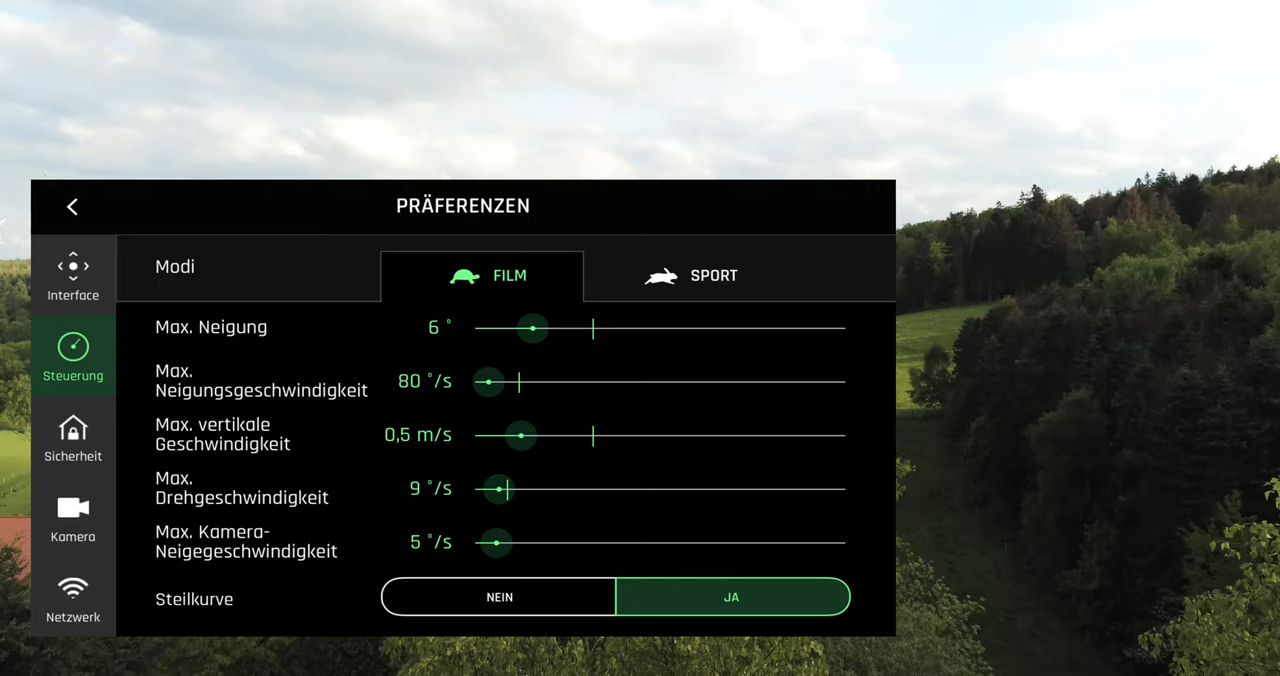 PRÄFERENZEN
Interface
Steuerung
Sicherheit
Kamera
Netzwerk
Modi
FILM
SPORT
Max. Neigung
6 °
Max.
Neigungsgeschwindigkeit
80 °/s
Max. vertikale
Geschwindigkeit
0,5 m/s
Max.
Drehgeschwindigkeit
9 °/s
Max. Kamera-
Neigegeschwindigkeit
5 °/s
Steilkurve
NEIN
JA